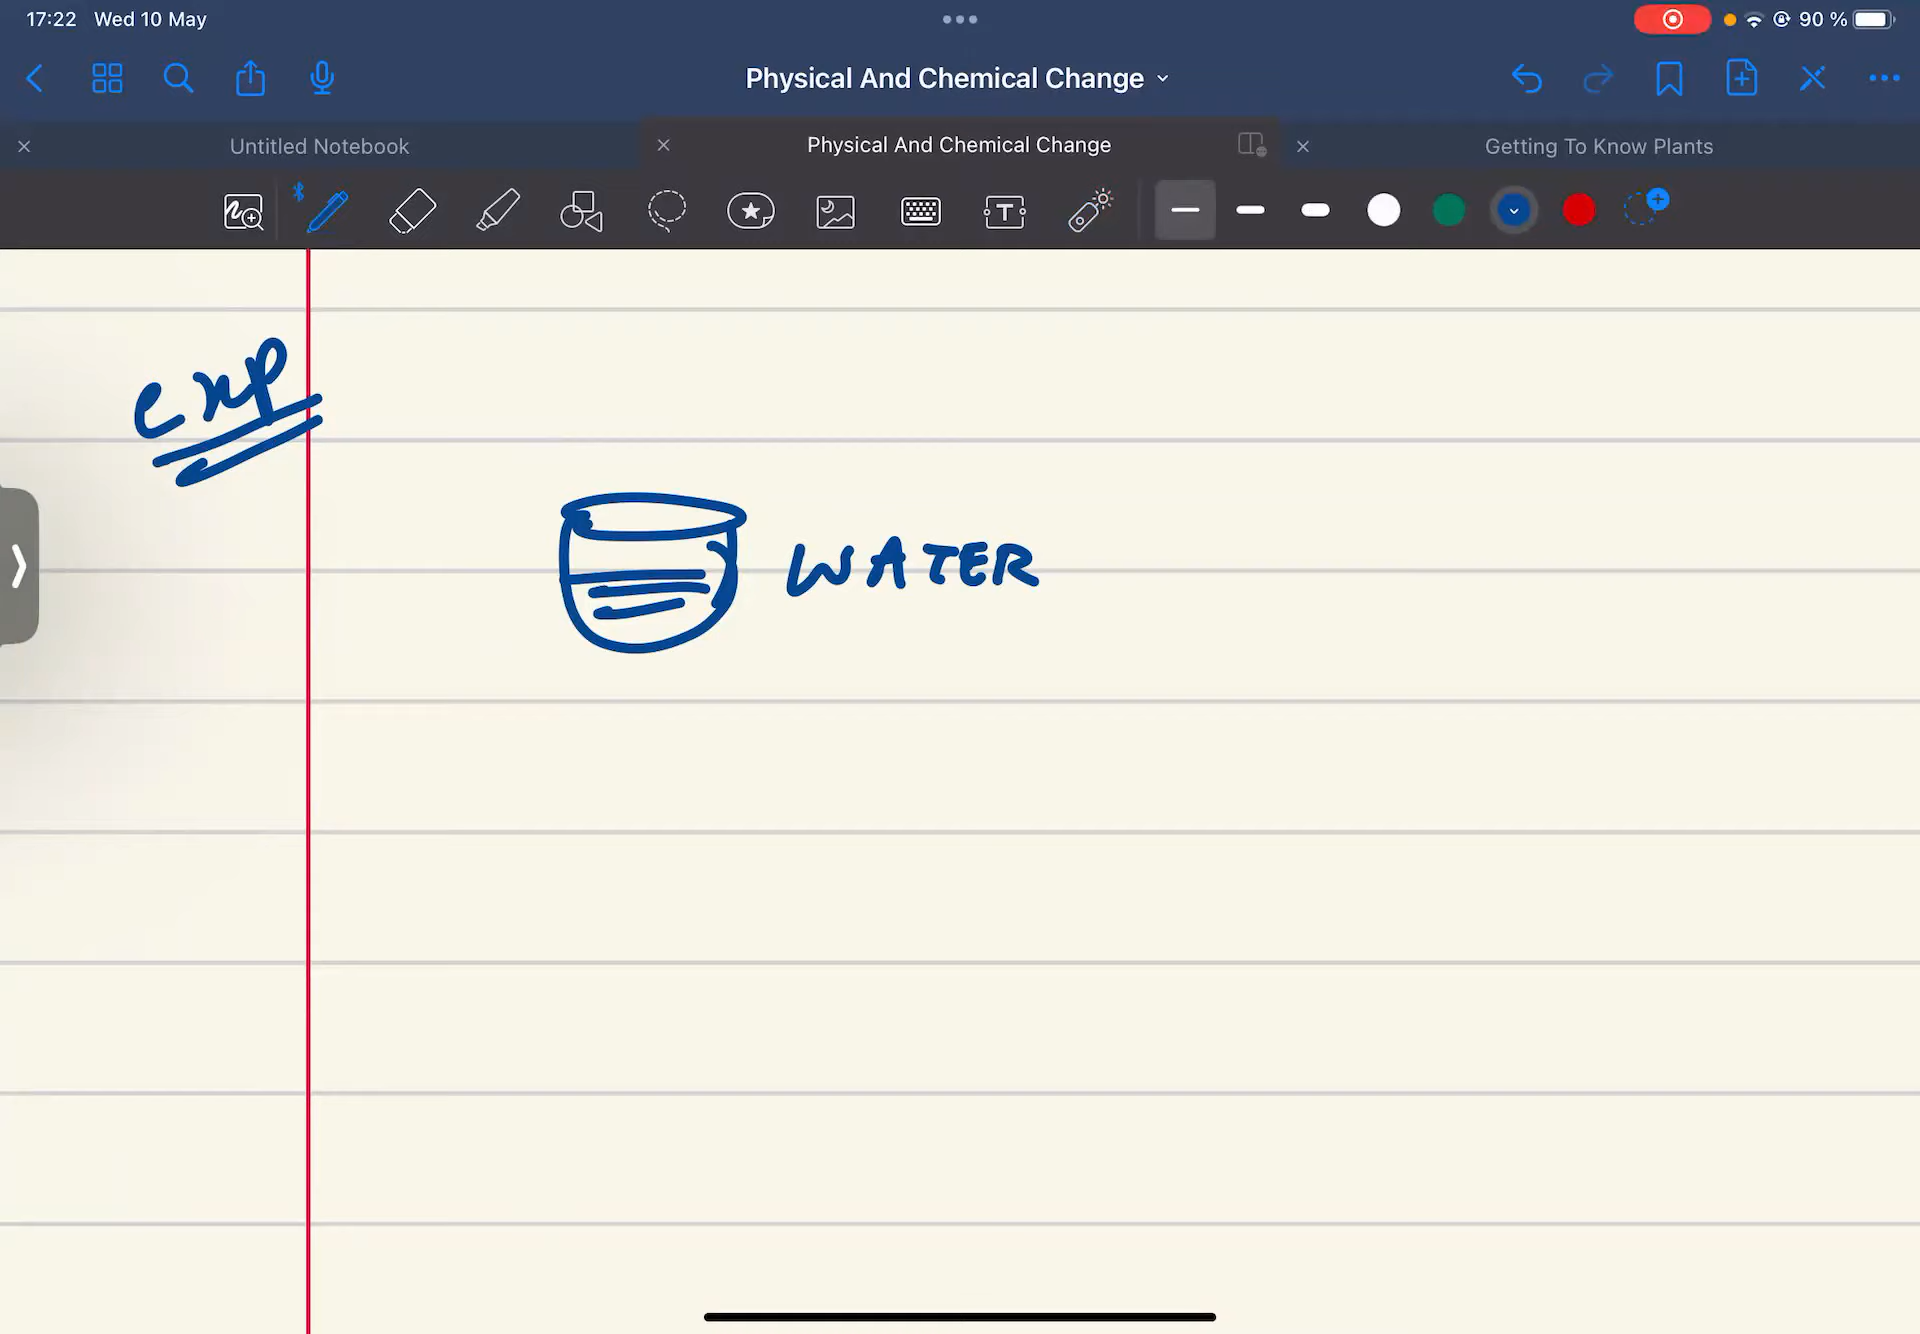 17:22 Wed 10 May
90 %
Physical And Chemical Change
Untitled Notebook
Physical And Chemical Change
Getting To Know Plants
T
exp
WATER